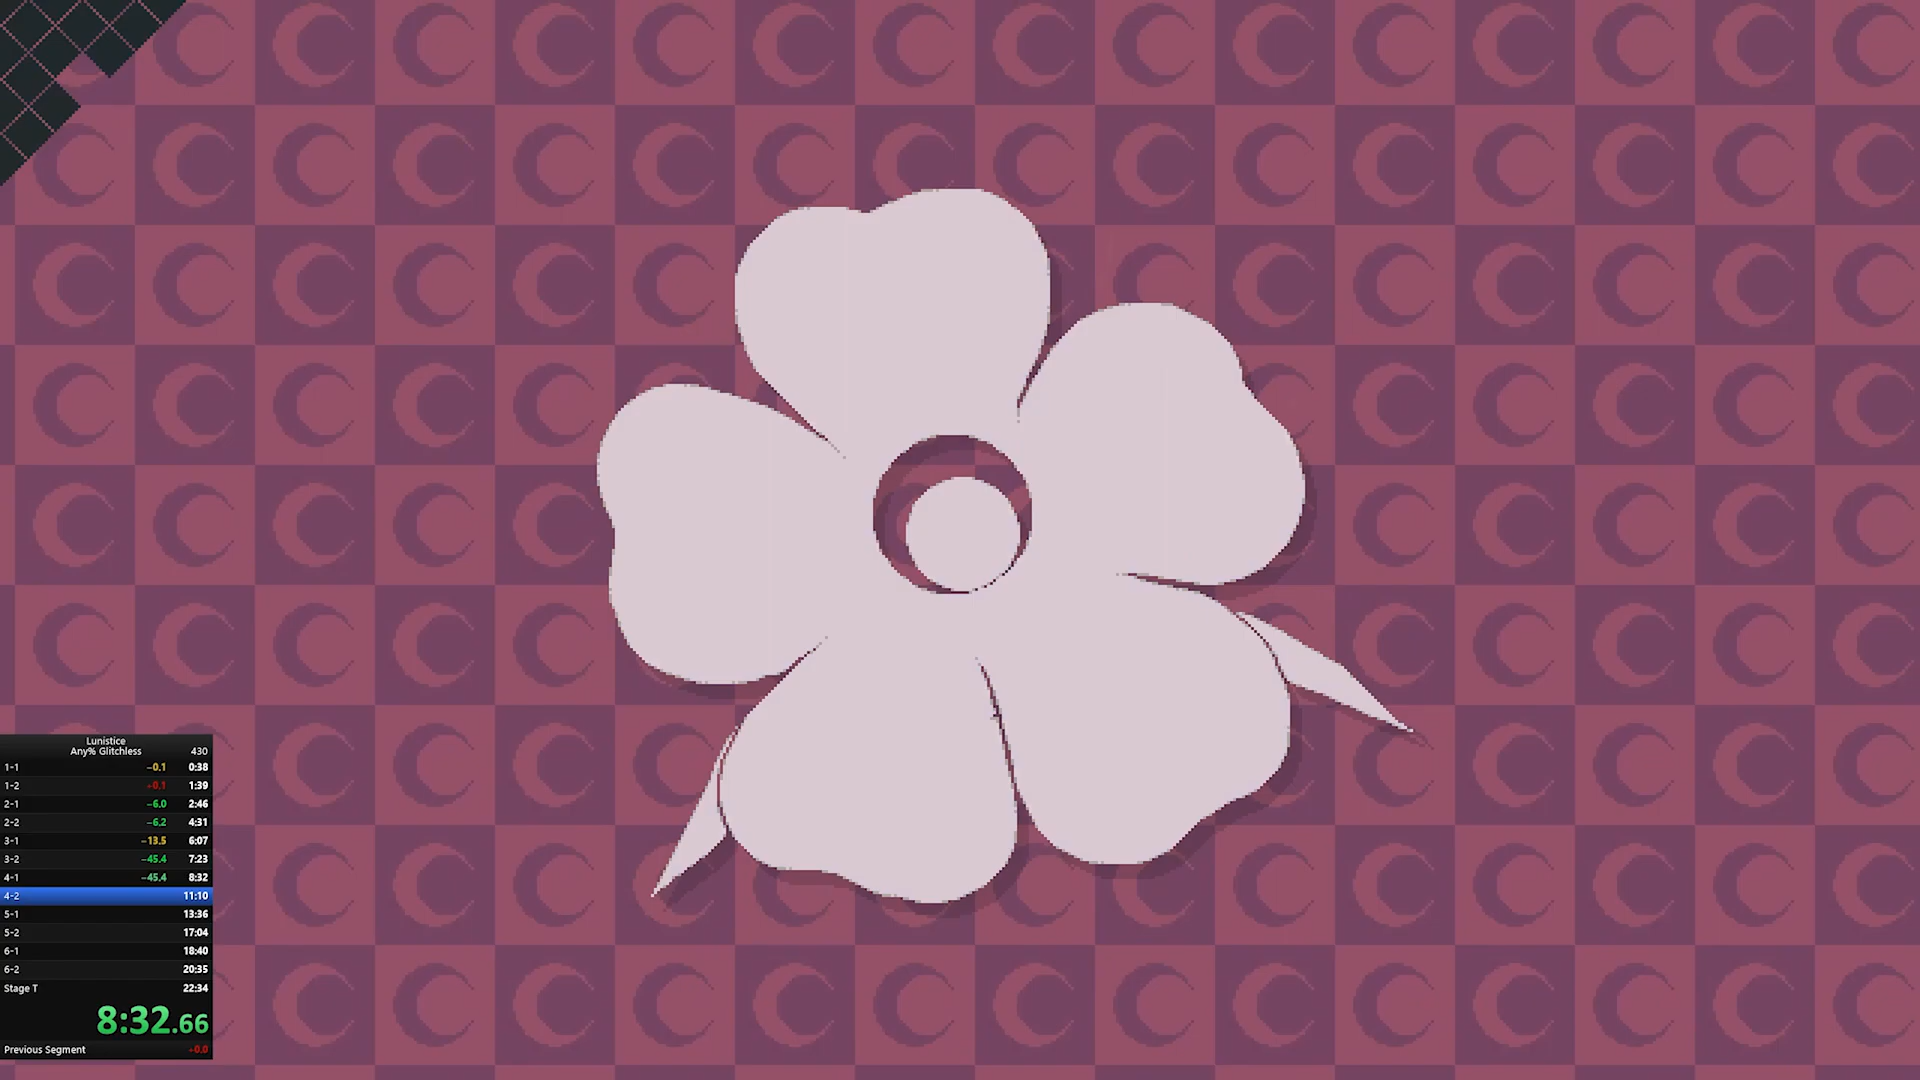 Lunistice
Any% Glitchless 430
1-1 −0.1 0:38
1-2 +0.1 1:39
2-1 −6.0 2:46
2-2 −6.2 4:31
3-1 −13.5 6:07
3-2 −45.4 7:23
4-1 −45.4 8:32
4-2 11:10
5-1 13:36
5-2 17:04
6-1 18:40
6-2 20:35
Stage T 22:34
8:32.66
Previous Segment +0.0